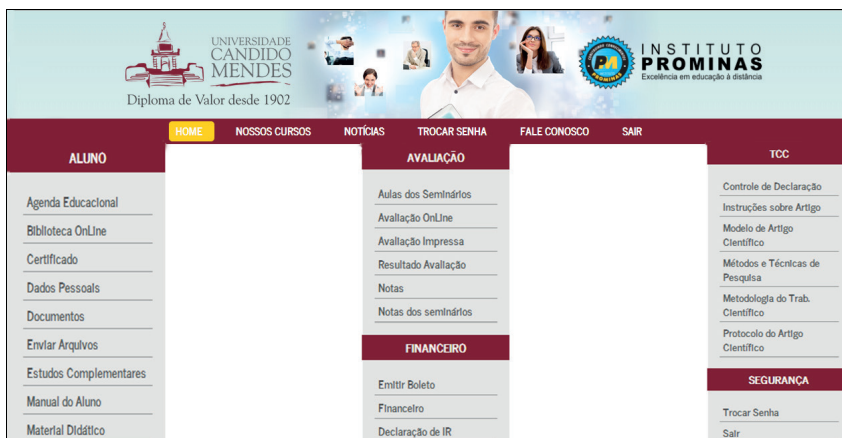 UNIVERSIDADE
CANDIDO
MENDES
Diploma de Valor desde 1902
INSTITUTO
PROMINAS
Excelência em educação à distância
HOME NOSSOS CURSOS NOTÍCIAS TROCAR SENHA FALE CONOSCO SAIR
ALUNO
Agenda Educacional
Biblioteca OnLine
Certificado
Dados Pessoais
Documentos
Enviar Arquivos
Estudos Complementares
Manual do Aluno
Material Didático
AVALIAÇÃO
Aulas dos Seminários
Avaliação OnLine
Avaliação Impressa
Resultado Avaliação
Notas
Notas dos seminários
FINANCEIRO
Emitir Boleto
Financeiro
Declaração de IR
TCC
Controle de Declaração
Instruções sobre Artigo
Modelo de Artigo
Científico
Métodos e Técnicas de
Pesquisa
Metodologia do Trab.
Científico
Protocolo do Artigo
Científico
SEGURANÇA
Trocar Senha
Sair